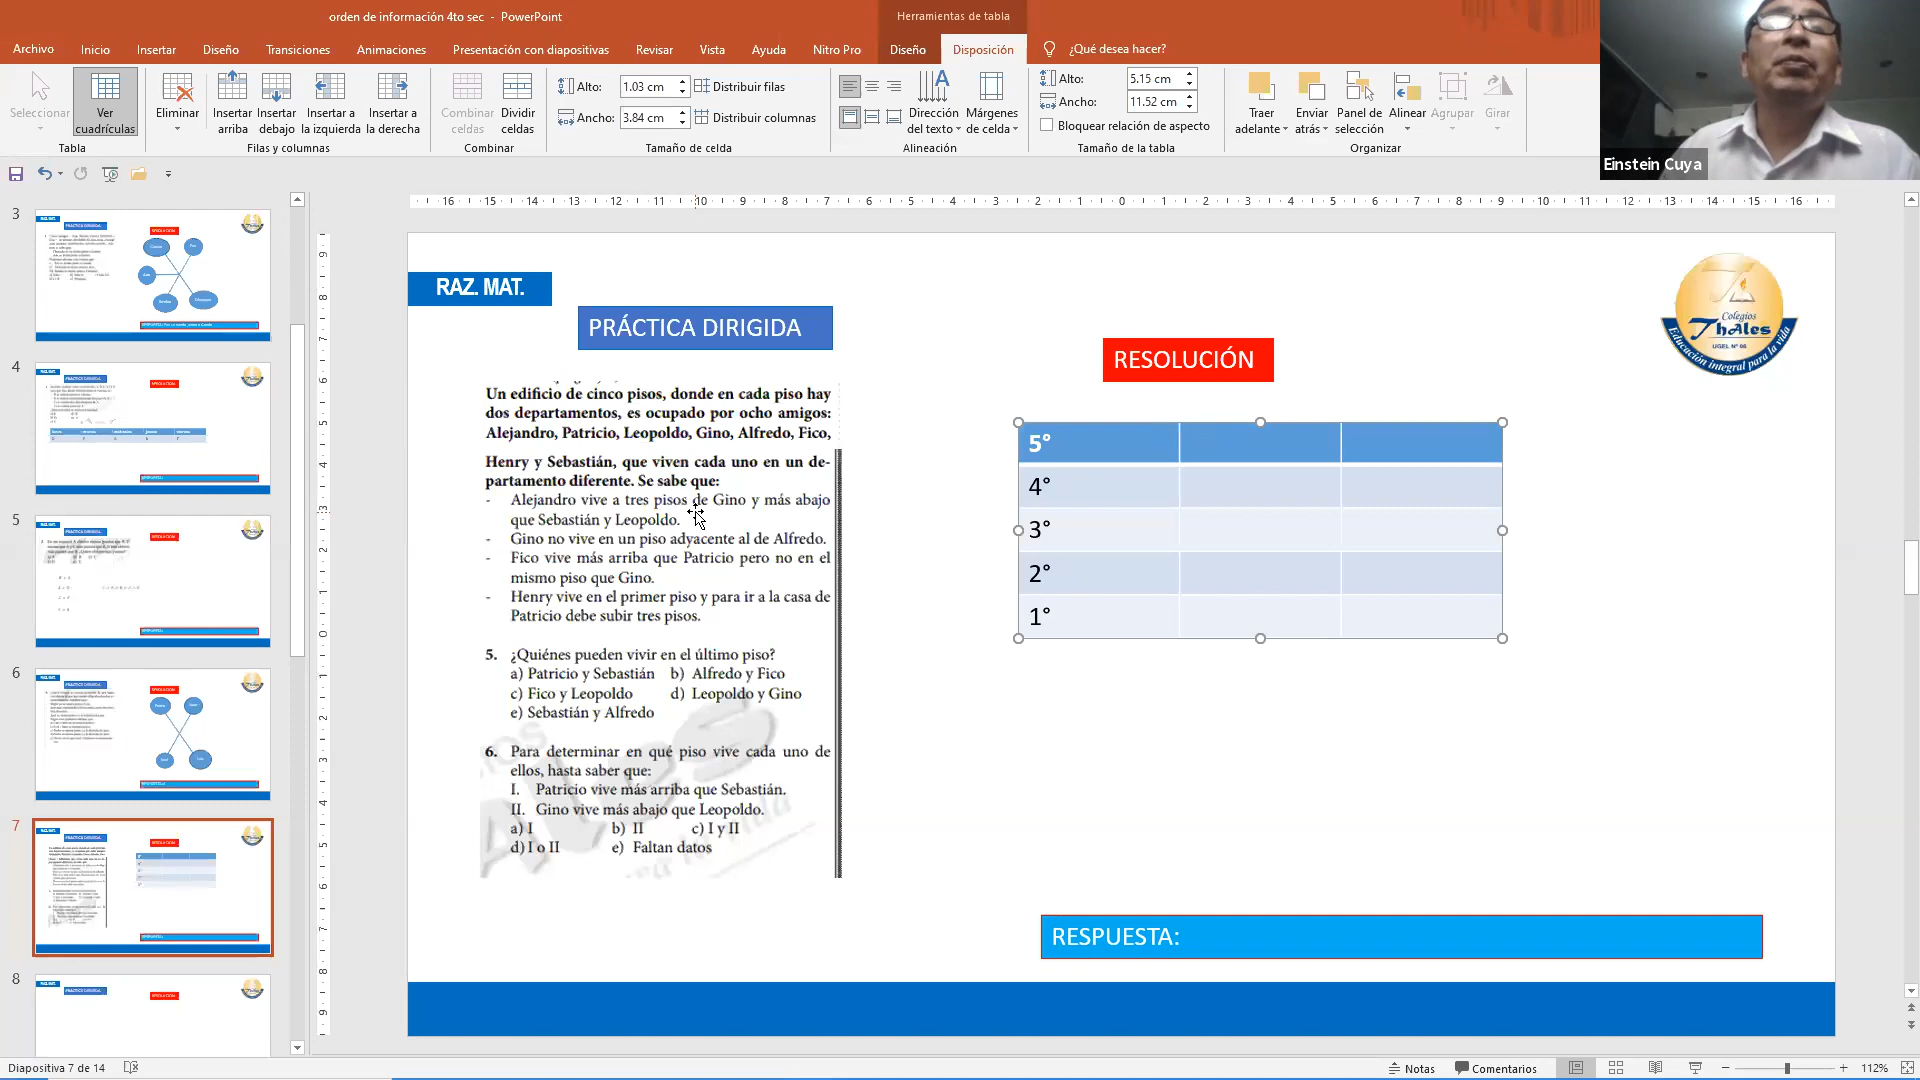 orden de información 4to sec - PowerPoint
Herramientas de tabla
Archivo Inicio Insertar Diseño Transiciones Animaciones Presentación con diapositivas Revisar Vista Ayuda Nitro Pro Diseño Disposición ¿Qué desea hacer?
Seleccionar
Ver cuadrículas
Tabla
Eliminar
Insertar arriba
Insertar debajo
Insertar a la izquierda
Insertar a la derecha
Filas y columnas
Combinar celdas
Dividir celdas
Combinar
Alto: 1.03 cm Distribuir filas
Ancho: 3.84 cm Distribuir columnas
Tamaño de celda
Dirección del texto
Márgenes de celda
Alineación
Alto: 5.15 cm
Ancho: 11.52 cm
Bloquear relación de aspecto
Tamaño de la tabla
Traer adelante
Enviar atrás
Panel de selección
Alinear
Agrupar
Girar
Organizar
Einstein Cuya
3
4
5
6
7
8
RAZ. MAT.
PRÁCTICA DIRIGIDA
RESOLUCIÓN
Colegios
Thales
UGEL Nº 06
Educación integral para la vida
Un edificio de cinco pisos, donde en cada piso hay
dos departamentos, es ocupado por ocho amigos:
Alejandro, Patricio, Leopoldo, Gino, Alfredo, Fico,
Henry y Sebastián, que viven cada uno en un de-
partamento diferente. Se sabe que:
- Alejandro vive a tres pisos de Gino y más abajo
que Sebastián y Leopoldo.
- Gino no vive en un piso adyacente al de Alfredo.
- Fico vive más arriba que Patricio pero no en el
mismo piso que Gino.
- Henry vive en el primer piso y para ir a la casa de
Patricio debe subir tres pisos.
5. ¿Quiénes pueden vivir en el último piso?
a) Patricio y Sebastián b) Alfredo y Fico
c) Fico y Leopoldo d) Leopoldo y Gino
e) Sebastián y Alfredo
6. Para determinar en qué piso vive cada uno de
ellos, hasta saber que:
I. Patricio vive más arriba que Sebastián.
II. Gino vive más abajo que Leopoldo.
a) I b) II c) I y II
d) I o II e) Faltan datos
5°
4°
3°
2°
1°
RESPUESTA:
Diapositiva 7 de 14
Notas Comentarios 112%